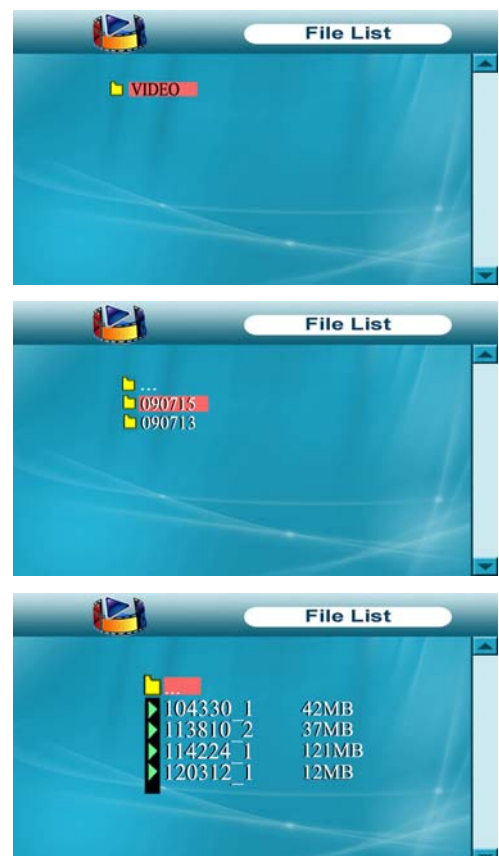 File List
VIDEO
File List
...
090715
090713
File List
...
104330_1 42MB
113810_2 37MB
114224_1 121MB
120312_1 12MB